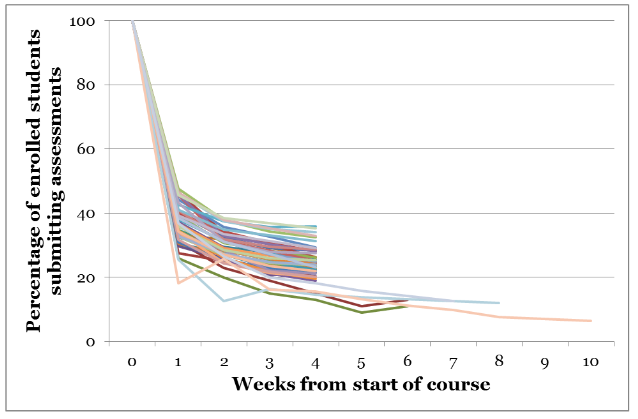 Percentage of enrolled students
submitting assessments
100
80
60
40
20
0
0 1 2 3 4 5 6 7 8 9 10
Weeks from start of course